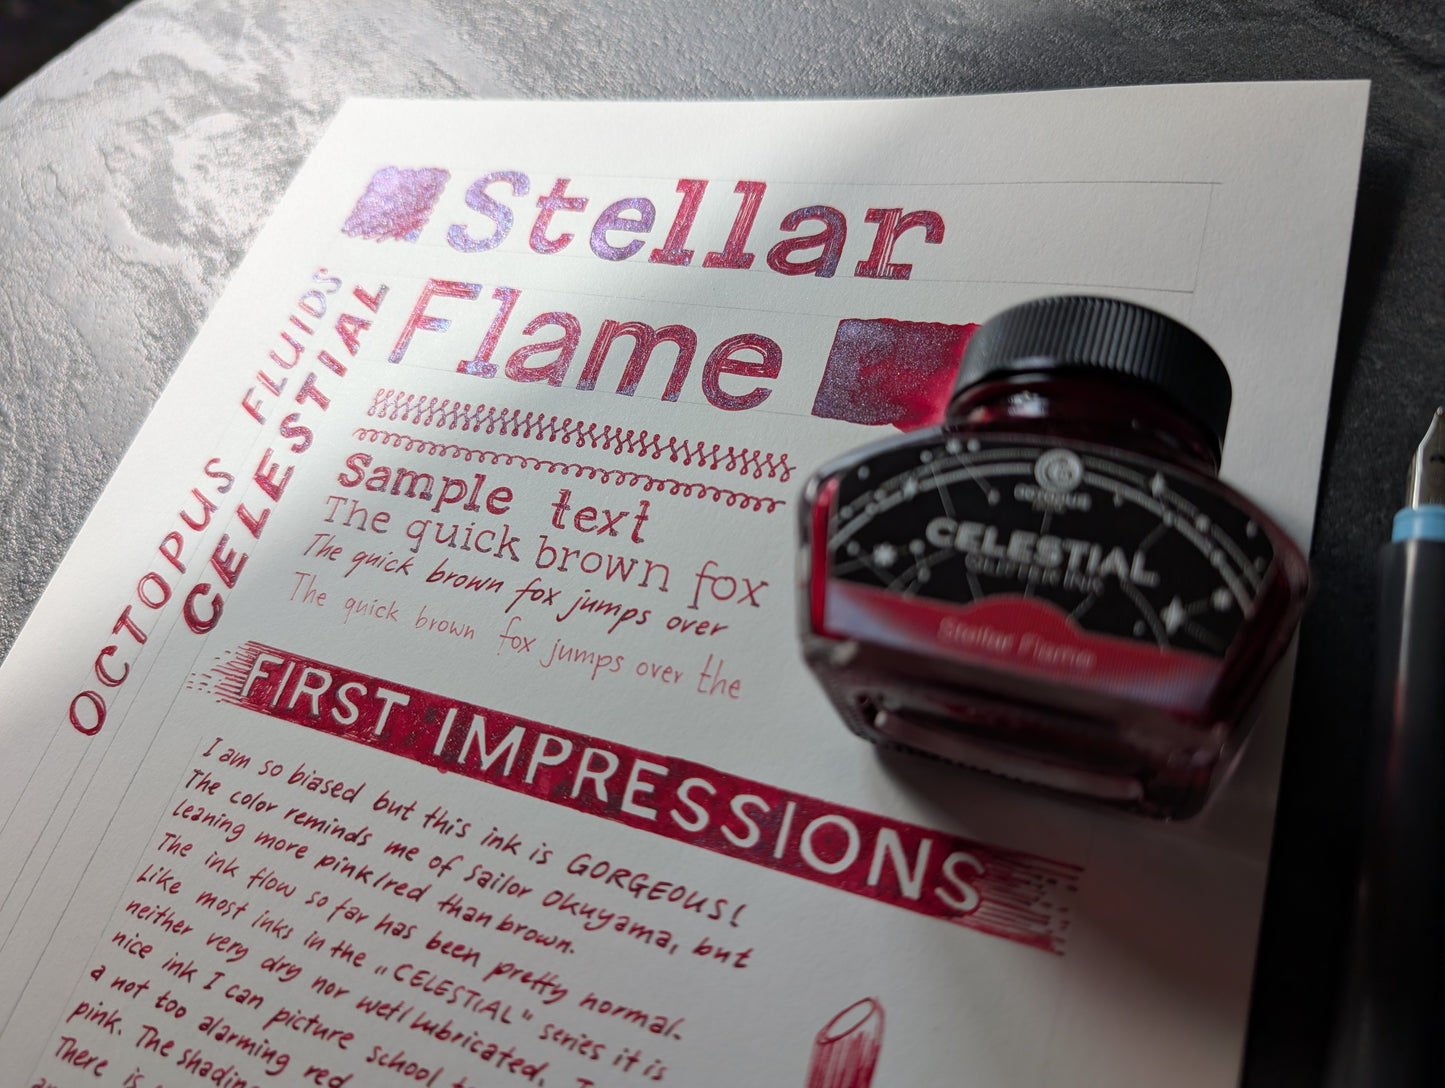 Stellar
Flame
OCTOPUS FLUIDS
CELESTIAL
Sample text
The quick brown fox
The quick brown fox jumps over
The quick brown fox jumps over the
FIRST IMPRESSIONS
I am so biased but this ink is GORGEOUS!
The color reminds me of Sailor Okuyama, but
leaning more pink/red than brown.
The ink flow so far has been pretty normal.
Like most inks in the „CELESTIAL" series it is
neither very dry nor wet/lubricated.
nice ink I can picture school
a not too alarming red
pink. The shading
There is
CELESTIAL
GLITTER INK
Stellar Flame